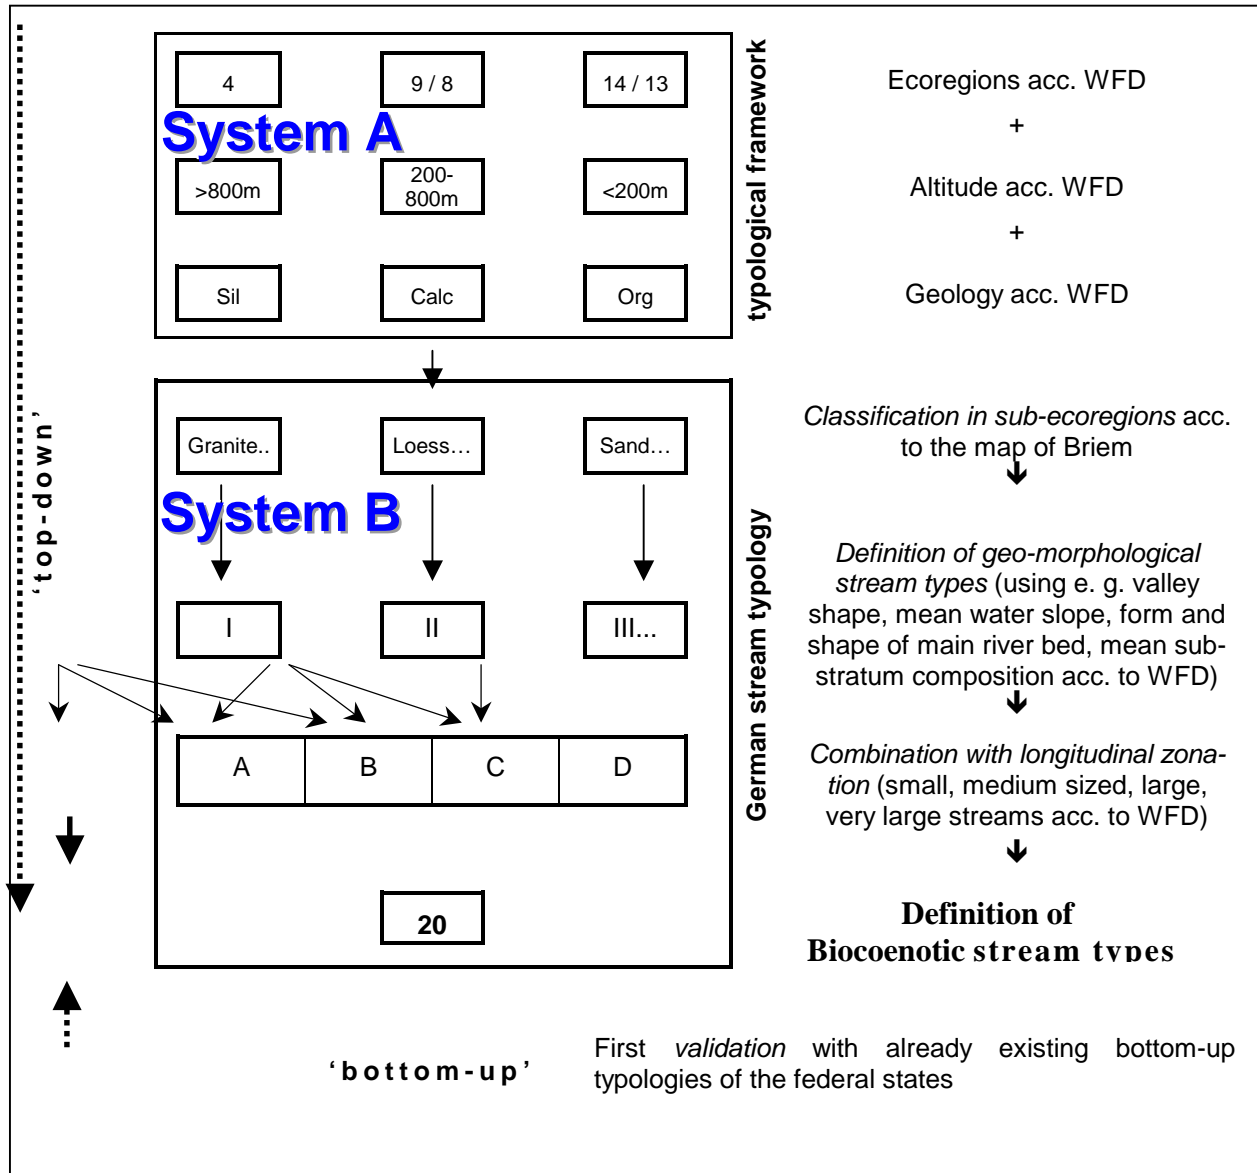 4
9 / 8
14 / 13
System A
>800m
200-
800m
<200m
Sil
Calc
Org
typological framework
Ecoregions acc. WFD
+
Altitude acc. WFD
+
Geology acc. WFD
'top-down'
Granite..
Loess…
Sand…
System B
I
II
III...
A
B
C
D
20
German stream typology
Classification in sub-ecoregions acc.
to the map of Briem
Definition of geo-morphological
stream types (using e. g. valley
shape, mean water slope, form and
shape of main river bed, mean sub-
stratum composition acc. to WFD)
Combination with longitudinal zona-
tion (small, medium sized, large,
very large streams acc. to WFD)
Definition of
Biocoenotic stream types
'bottom-up'
First validation with already existing bottom-up
typologies of the federal states